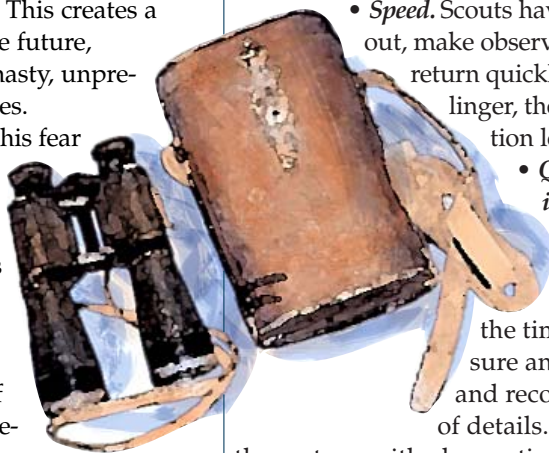 This creates a
e future,
nasty, unpre-
es.
his fear
s
f
e-
• Speed. Scouts hav
out, make observ
return quickl
linger, the
tion l
• Q
i
the tim
sure an
and reco
of details.